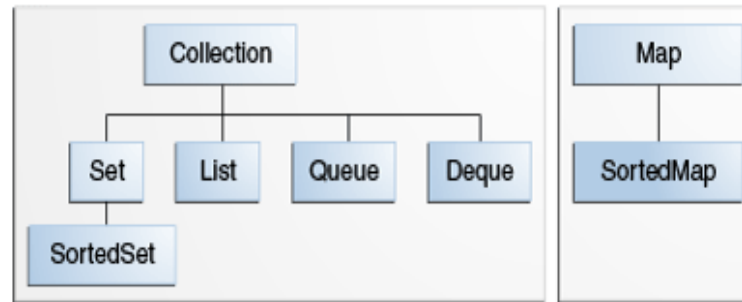 Collection
Map
Set
List
Queue
Deque
SortedMap
SortedSet